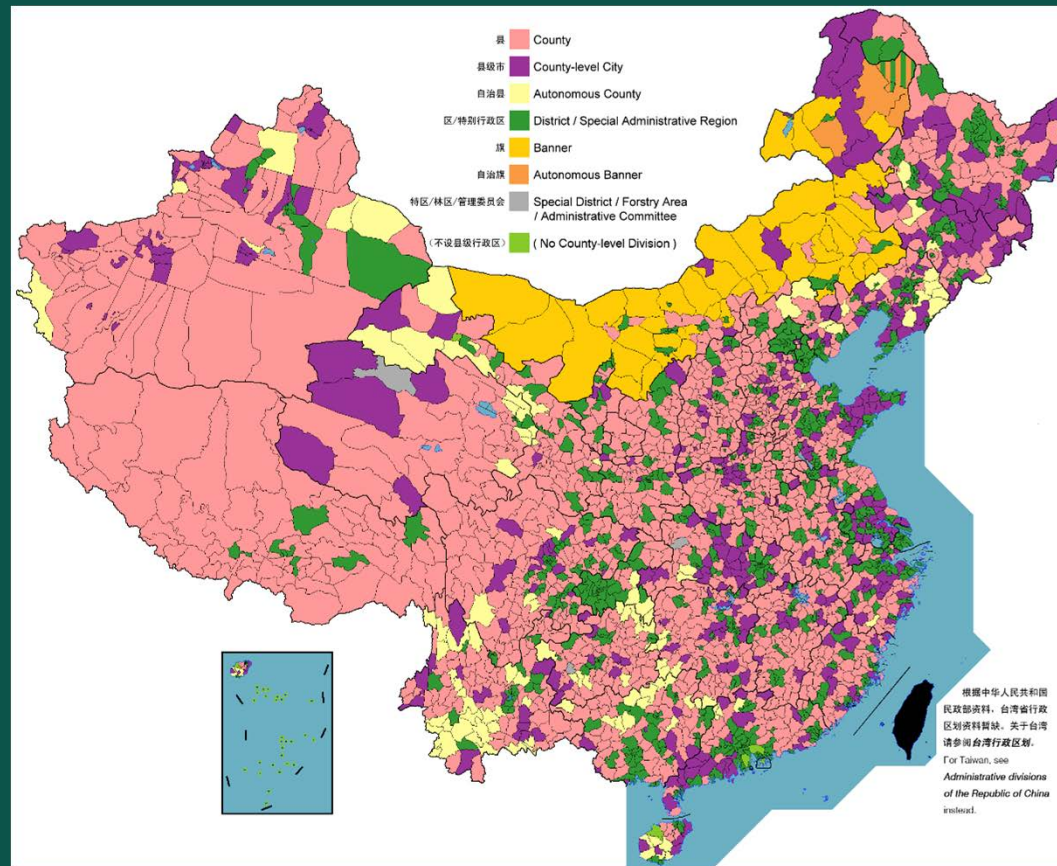 县 County
县级市 County-level City
自治县 Autonomous County
区/特别行政区 District / Special Administrative Region
旗 Banner
自治旗 Autonomous Banner
特区/林区/管理委员会 Special District / Forstry Area
/ Administrative Committee
(不设县级行政区) ( No County-level Division )
根据中华人民共和国
民政部资料，台湾省行政
区划资料暂缺。关于台湾
请参阅台湾行政区划。
For Taiwan, see
Administrative divisions
of the Republic of China
instead.